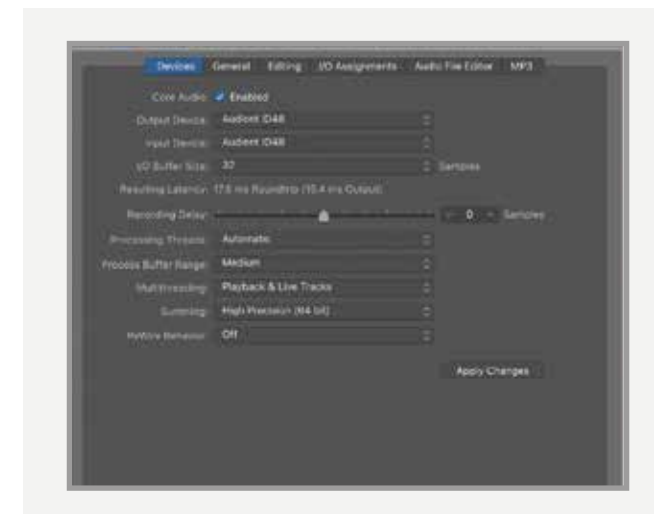 Devices General Editing I/O Assignments Audio File Editor MP3
Core Audio: Enabled
Output Device: Audient iD48
Input Device: Audient iD48
I/O Buffer Size: 32 Samples
Resulting Latency: 17.6 ms Roundtrip (15.4 ms Output)
Recording Delay: 0 Samples
Processing Threads: Automatic
Process Buffer Range: Medium
Multithreading: Playback & Live Tracks
Summing: High Precision (64 bit)
ReWire Behavior: Off
Apply Changes